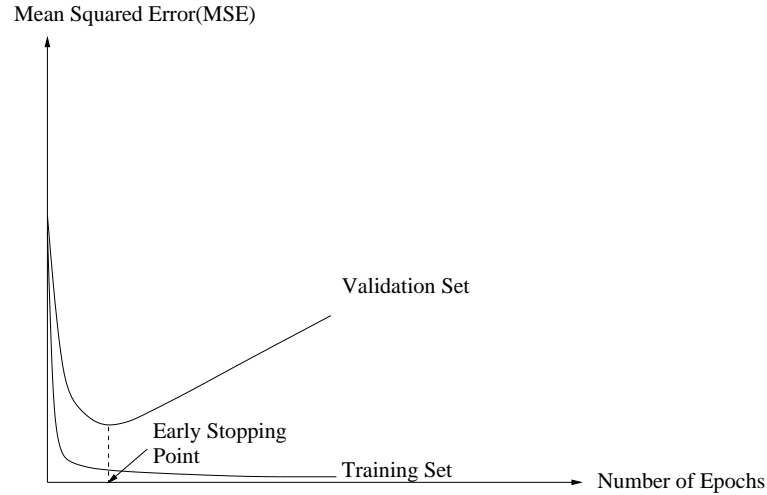 Mean Squared Error(MSE)
Validation Set
Early Stopping
Point
Training Set
Number of Epochs